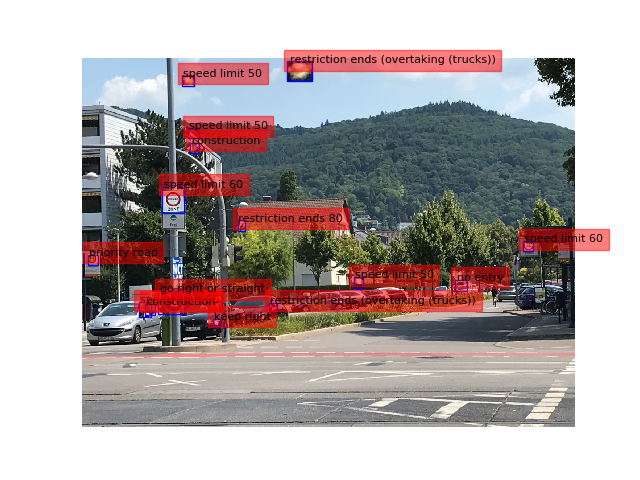 restriction ends (overtaking (trucks))
speed limit 50
speed limit 50
construction
speed limit 60
ZONE
frei
restriction ends 80
speed limit 60
priority road
speed limit 50
no entry
go right or straight
construction
restriction ends (overtaking (trucks))
keep right